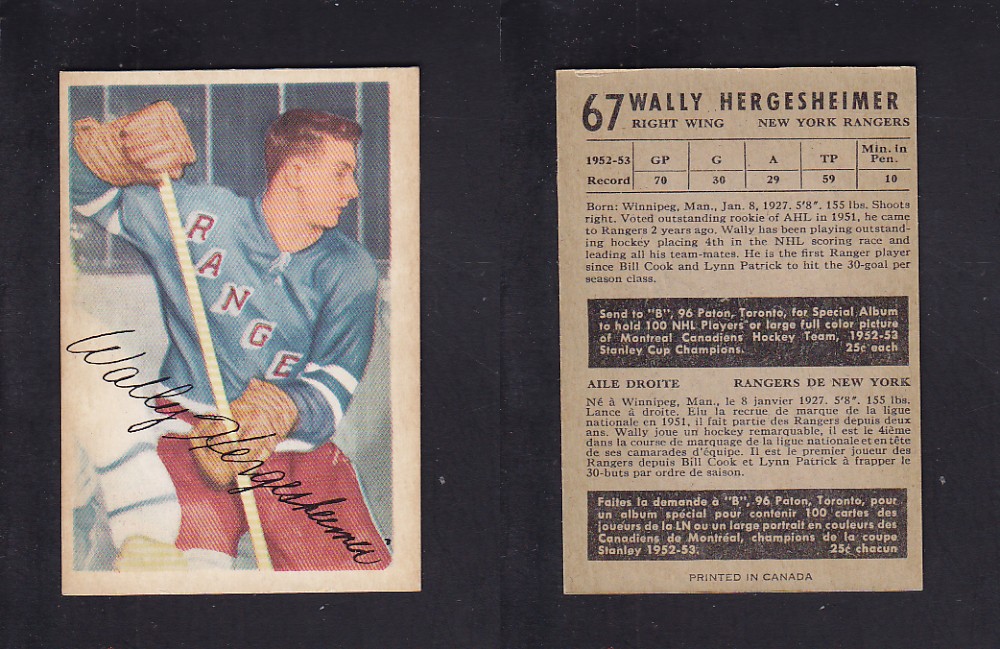 RANGE
Wally Hergesheimer
67 WALLY HERGESHEIMER
RIGHT WING NEW YORK RANGERS
1952-53 GP G A TP Min. in Pen.
Record 70 30 29 59 10
Born: Winnipeg, Man., Jan. 8, 1927. 5'8". 155 lbs. Shoots
right. Voted outstanding rookie of AHL in 1951, he came
to Rangers 2 years ago. Wally has been playing outstand-
ing hockey placing 4th in the NHL scoring race and
leading all his team-mates. He is the first Ranger player
since Bill Cook and Lynn Patrick to hit the 30-goal per
season class.
Send to "B", 96 Paton, Toronto, for Special Album
to hold 100 NHL Players or large full color picture
of Montreal Canadiens Hockey Team, 1952-53
Stanley Cup Champions. 25¢ each
AILE DROITE RANGERS DE NEW YORK
Né à Winnipeg, Man., le 8 janvier 1927. 5'8". 155 lbs.
Lance à droite. Elu la recrue de marque de la ligue
nationale en 1951, il fait partie des Rangers depuis deux
ans. Wally joue un hockey remarquable, il est le 4ième
dans la course de marquage de la ligue nationale et en tête
de ses camarades d'équipe. Il est le premier joueur des
Rangers depuis Bill Cook et Lynn Patrick à frapper le
30-buts par ordre de saison.
Faites la demande à "B", 96 Paton, Toronto, pour
un album spécial pour contenir 100 cartes des
joueurs de la LN ou un large portrait en couleurs des
Canadiens de Montréal, champions de la coupe
Stanley 1952-53. 25¢ chacun
PRINTED IN CANADA